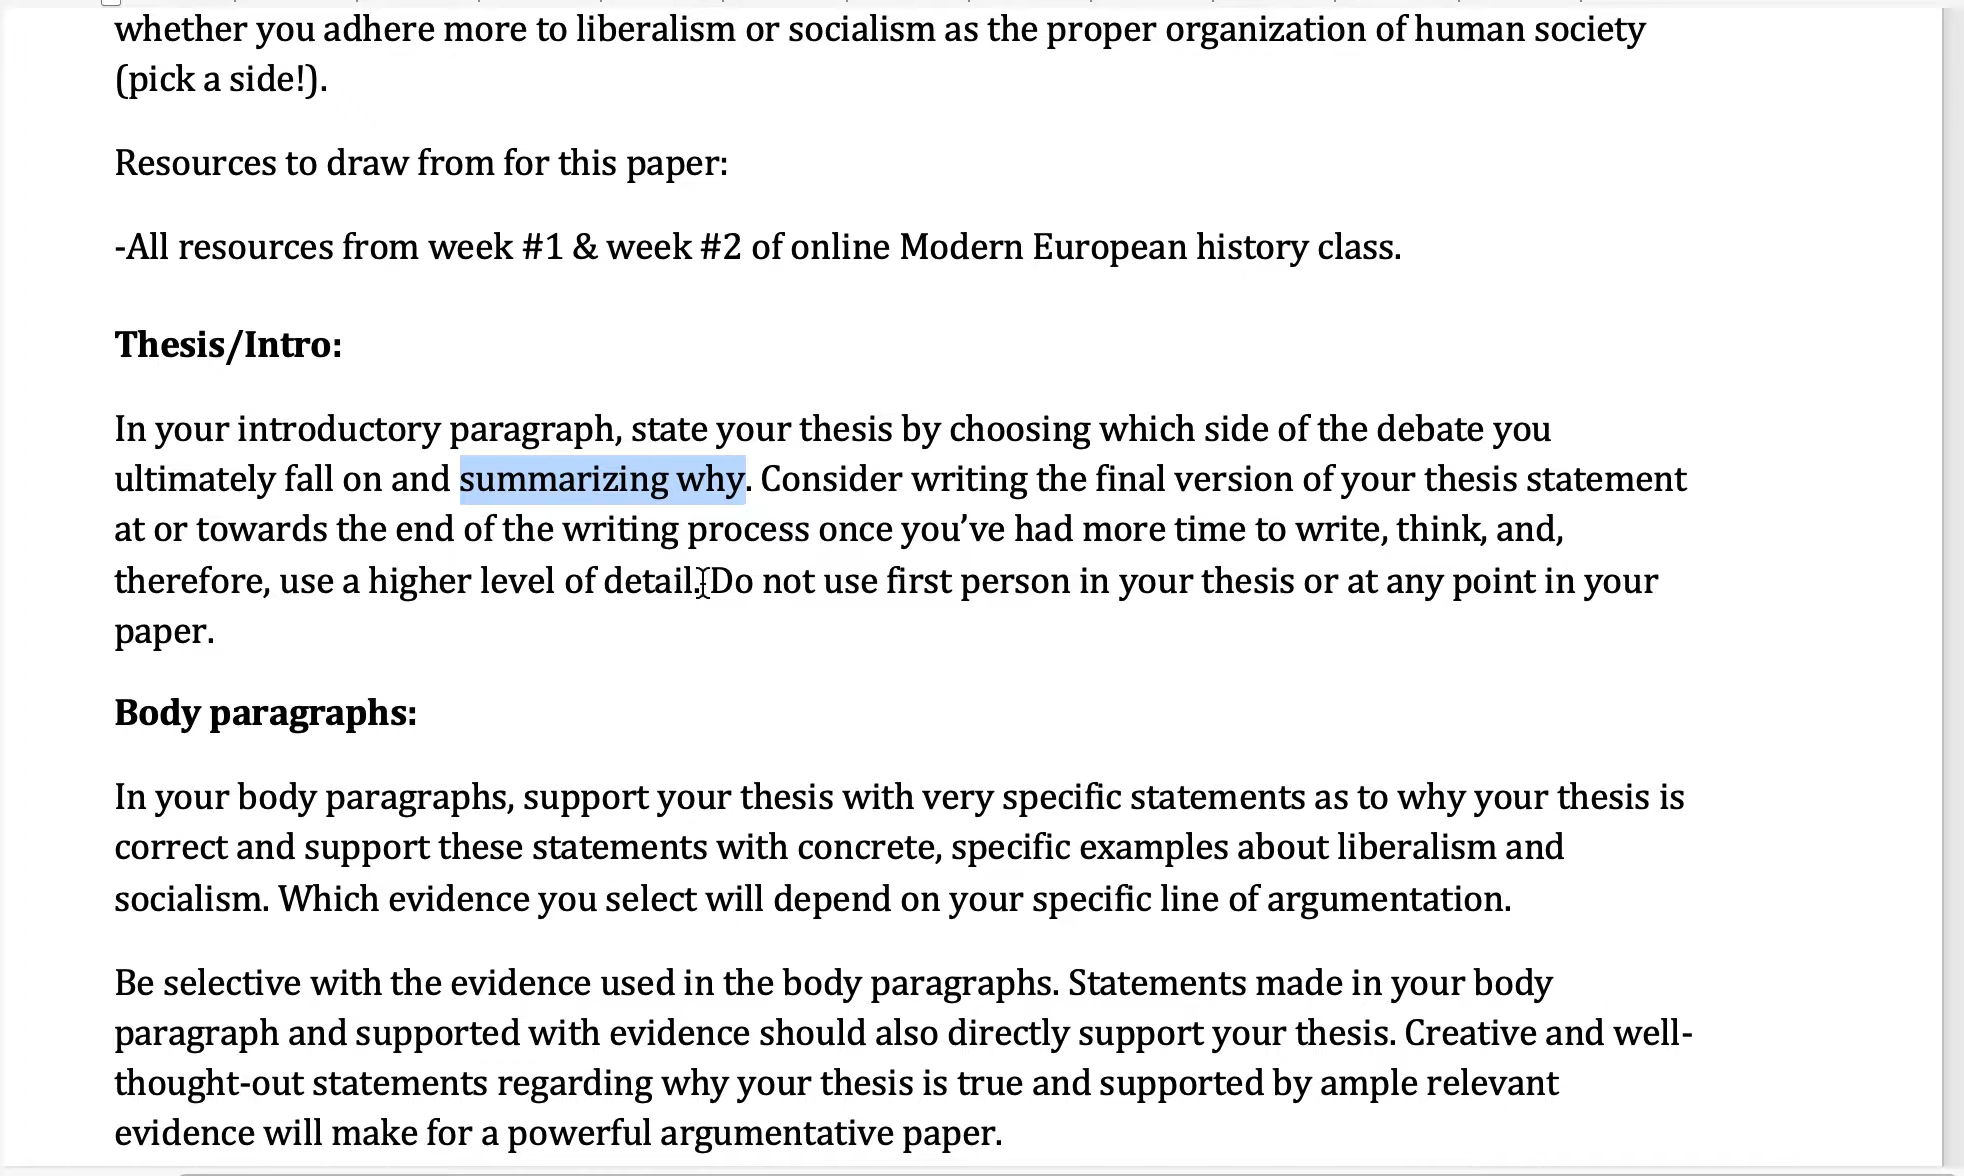 whether you adhere more to liberalism or socialism as the proper organization of human society
(pick a side!).
Resources to draw from for this paper:
-All resources from week #1 & week #2 of online Modern European history class.
Thesis/Intro:
In your introductory paragraph, state your thesis by choosing which side of the debate you
ultimately fall on and summarizing why. Consider writing the final version of your thesis statement
at or towards the end of the writing process once you’ve had more time to write, think, and,
therefore, use a higher level of detail. Do not use first person in your thesis or at any point in your
paper.
Body paragraphs:
In your body paragraphs, support your thesis with very specific statements as to why your thesis is
correct and support these statements with concrete, specific examples about liberalism and
socialism. Which evidence you select will depend on your specific line of argumentation.
Be selective with the evidence used in the body paragraphs. Statements made in your body
paragraph and supported with evidence should also directly support your thesis. Creative and well-
thought-out statements regarding why your thesis is true and supported by ample relevant
evidence will make for a powerful argumentative paper.